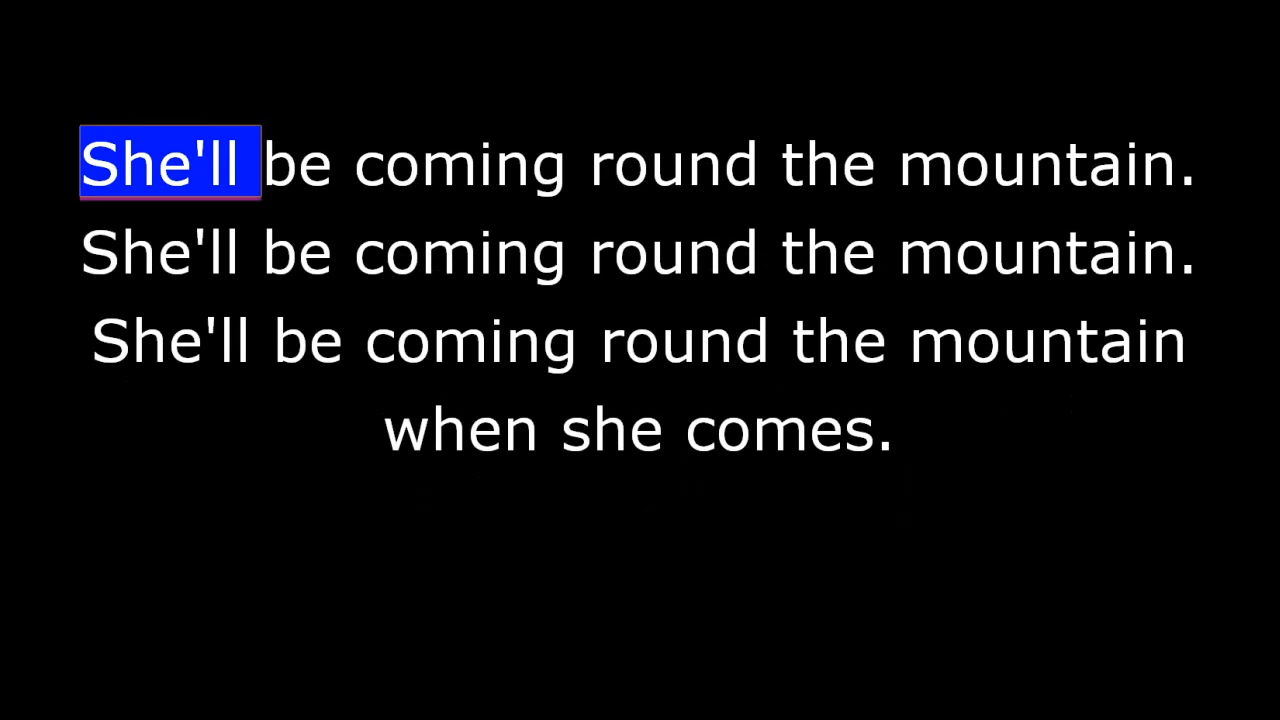 She'll be coming round the mountain.
She'll be coming round the mountain.
She'll be coming round the mountain
when she comes.